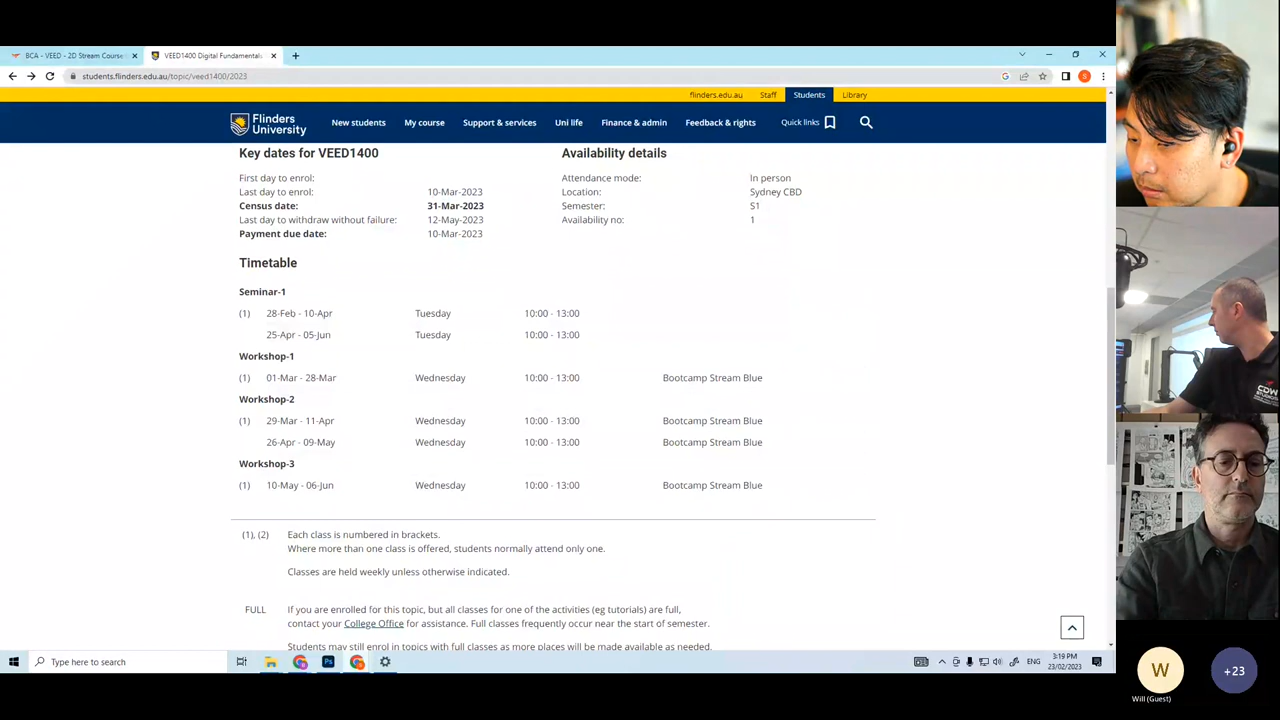 BCA - VEED - 2D Stream Course
VEED1400 Digital Fundamentals
students.flinders.edu.au/topic/veed1400/2023
S
flinders.edu.au Staff Students Library
Flinders University
New students My course Support & services Uni life Finance & admin Feedback & rights Quick links
Key dates for VEED1400
First day to enrol:
Last day to enrol: 10-Mar-2023
Census date: 31-Mar-2023
Last day to withdraw without failure: 12-May-2023
Payment due date: 10-Mar-2023
Availability details
Attendance mode: In person
Location: Sydney CBD
Semester: S1
Availability no: 1
Timetable
Seminar-1
(1) 28-Feb - 10-Apr Tuesday 10:00 - 13:00
25-Apr - 05-Jun Tuesday 10:00 - 13:00
Workshop-1
(1) 01-Mar - 28-Mar Wednesday 10:00 - 13:00 Bootcamp Stream Blue
Workshop-2
(1) 29-Mar - 11-Apr Wednesday 10:00 - 13:00 Bootcamp Stream Blue
26-Apr - 09-May Wednesday 10:00 - 13:00 Bootcamp Stream Blue
Workshop-3
(1) 10-May - 06-Jun Wednesday 10:00 - 13:00 Bootcamp Stream Blue
(1), (2) Each class is numbered in brackets.
Where more than one class is offered, students normally attend only one.
Classes are held weekly unless otherwise indicated.
FULL If you are enrolled for this topic, but all classes for one of the activities (eg tutorials) are full,
contact your College Office for assistance. Full classes frequently occur near the start of semester.
Students may still enrol in topics with full classes as more places will be made available as needed.
Type here to search
Ps
ENG
3:19 PM
23/02/2023
CDW
STUDIOS
W
Will (Guest)
+23